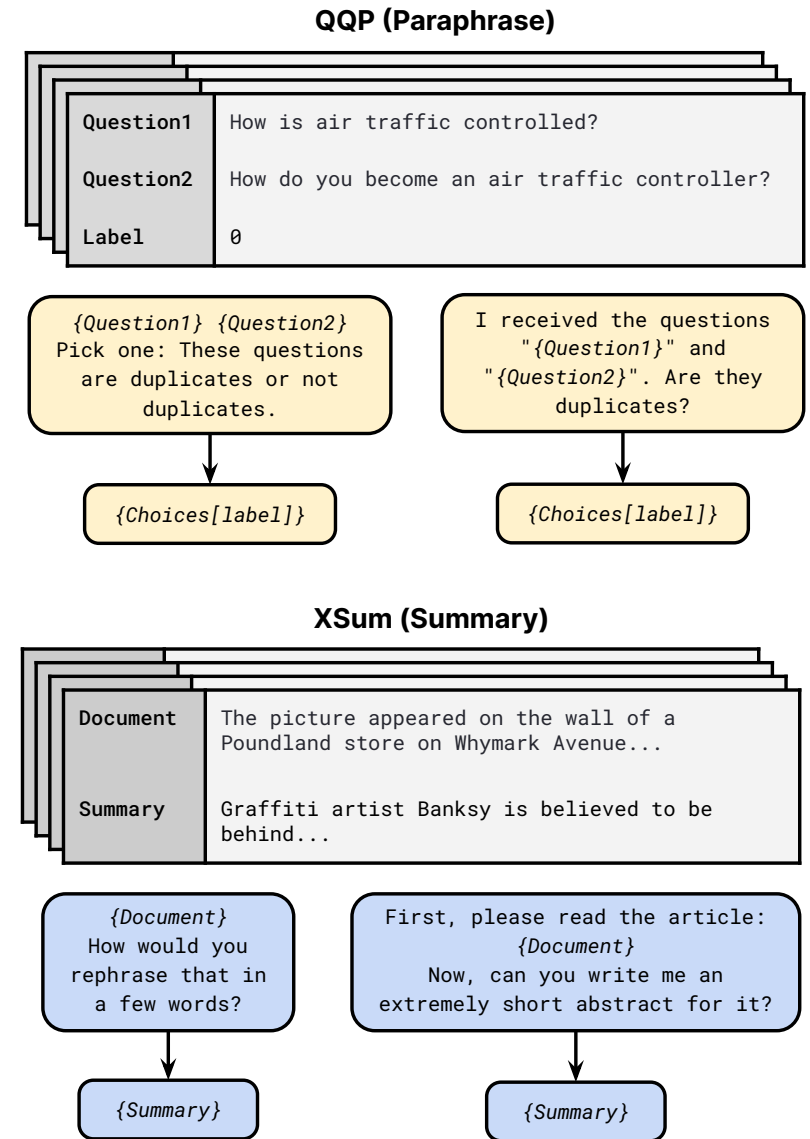 QQP (Paraphrase)
Question1 How is air traffic controlled?
Question2 How do you become an air traffic controller?
Label 0
{Question1} {Question2}
Pick one: These questions
are duplicates or not
duplicates.
I received the questions
"{Question1}" and
"{Question2}". Are they
duplicates?
{Choices[label]}
{Choices[label]}
XSum (Summary)
Document The picture appeared on the wall of a
Poundland store on Whymark Avenue...
Summary Graffiti artist Banksy is believed to be
behind...
{Document}
How would you
rephrase that in
a few words?
First, please read the article:
{Document}
Now, can you write me an
extremely short abstract for it?
{Summary}
{Summary}